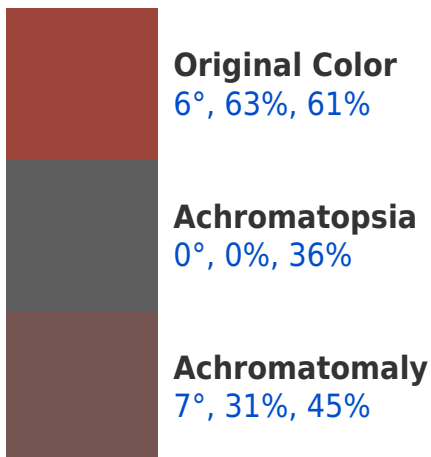 Original Color
6°, 63%, 61%
Achromatopsia
0°, 0%, 36%
Achromatomaly
7°, 31%, 45%